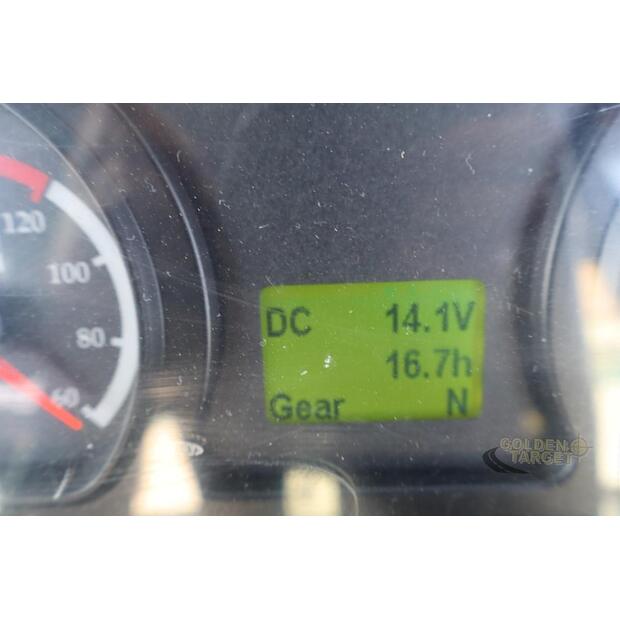 120
100
80
60
DC 14.1V
16.7h
Gear N
GOLDEN
TARGET